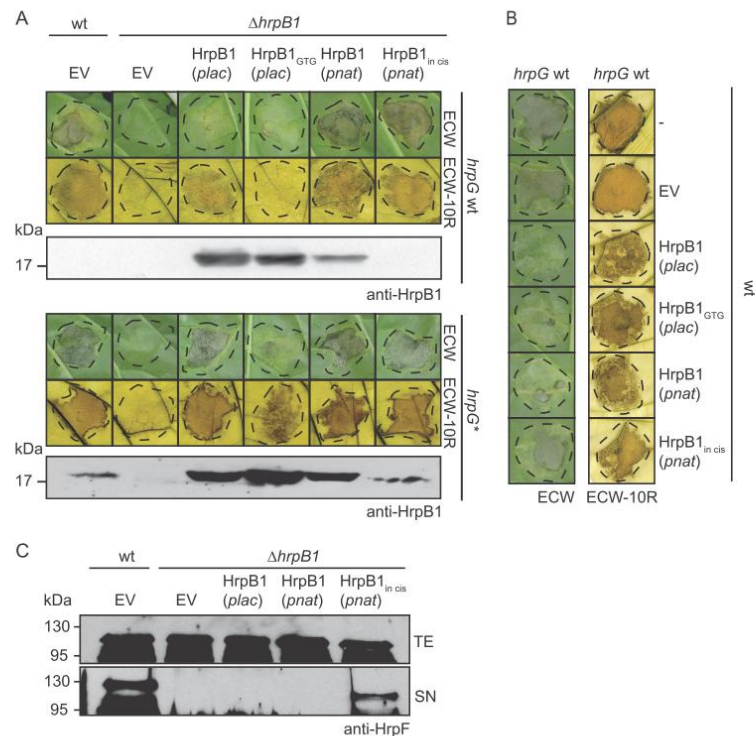 A
wt
ΔhrpB1
EV
EV
HrpB1
(plac)
HrpB1GTG
(plac)
HrpB1
(pnat)
HrpB1in cis
(pnat)
ECW
ECW-10R
hrpG wt
kDa
17
anti-HrpB1
ECW
ECW-10R
hrpG*
kDa
17
anti-HrpB1
B
hrpG wt
hrpG wt
-
EV
HrpB1
(plac)
HrpB1GTG
(plac)
HrpB1
(pnat)
HrpB1in cis
(pnat)
wt
ECW
ECW-10R
C
wt
ΔhrpB1
kDa
EV
EV
HrpB1
(plac)
HrpB1
(pnat)
HrpB1in cis
(pnat)
130
95
TE
130
95
SN
anti-HrpF